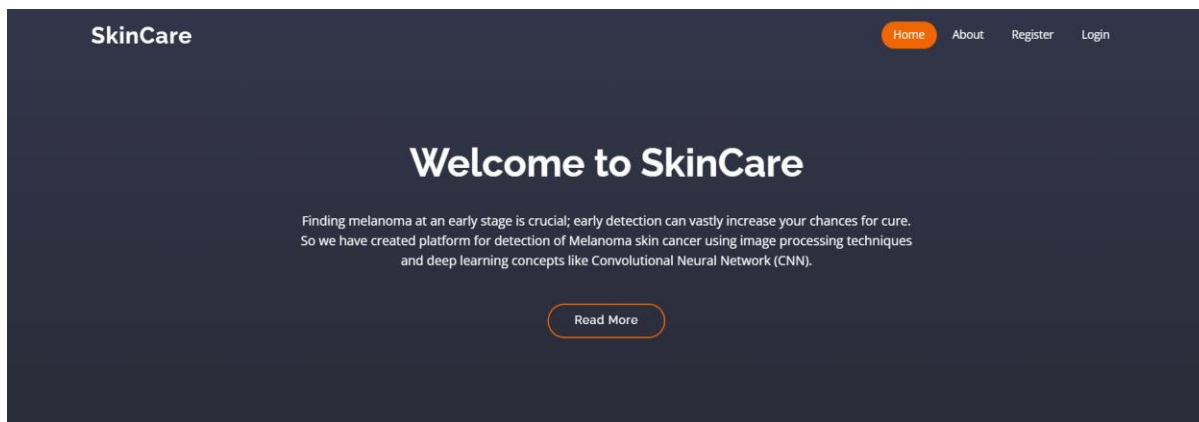 SkinCare
Home About Register Login
Welcome to SkinCare
Finding melanoma at an early stage is crucial; early detection can vastly increase your chances for cure.
So we have created platform for detection of Melanoma skin cancer using image processing techniques
and deep learning concepts like Convolutional Neural Network (CNN).
Read More